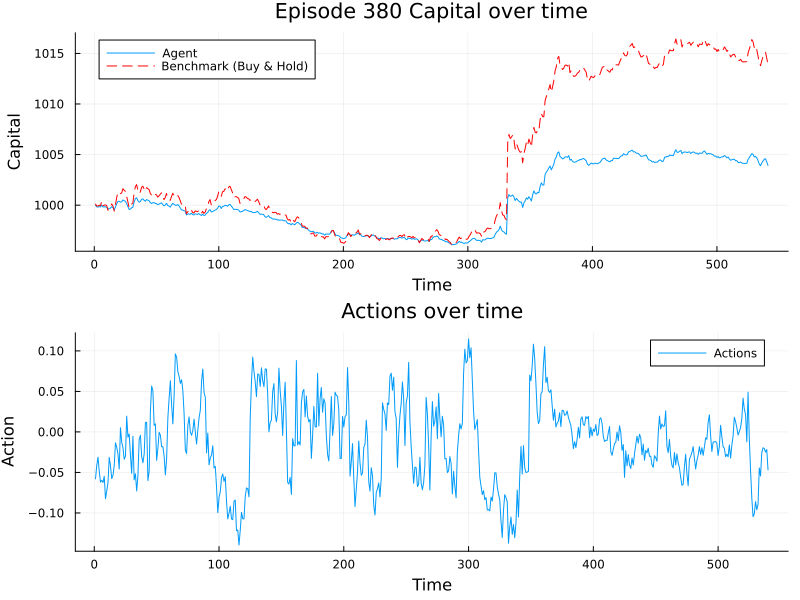 Episode 380 Capital over time
Capital
1015
1010
1005
1000
Agent
Benchmark (Buy & Hold)
0 100 200 300 400 500
Time
Actions over time
Action
0.10
0.05
0.00
−0.05
−0.10
Actions
0 100 200 300 400 500
Time